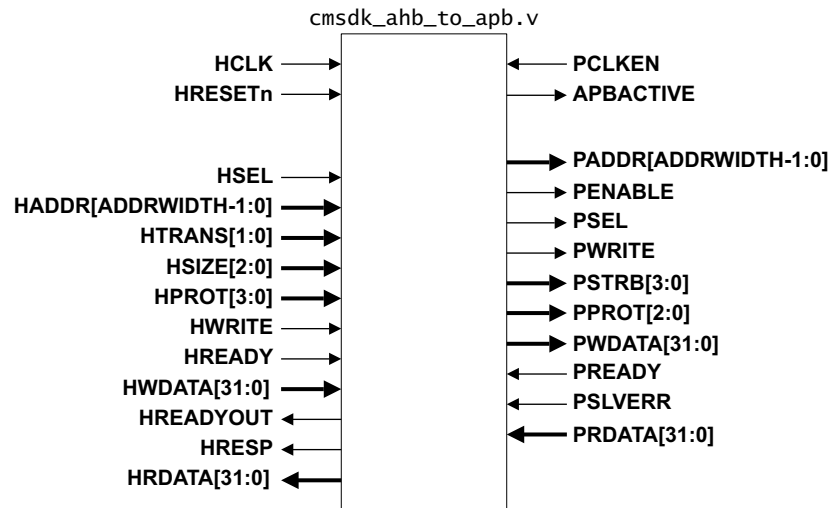 cmsdk_ahb_to_apb.v
HCLK
HRESETn
HSEL
HADDR[ADDRWIDTH-1:0]
HTRANS[1:0]
HSIZE[2:0]
HPROT[3:0]
HWRITE
HREADY
HWDATA[31:0]
HREADYOUT
HRESP
HRDATA[31:0]
PCLKEN
APBACTIVE
PADDR[ADDRWIDTH-1:0]
PENABLE
PSEL
PWRITE
PSTRB[3:0]
PPROT[2:0]
PWDATA[31:0]
PREADY
PSLVERR
PRDATA[31:0]